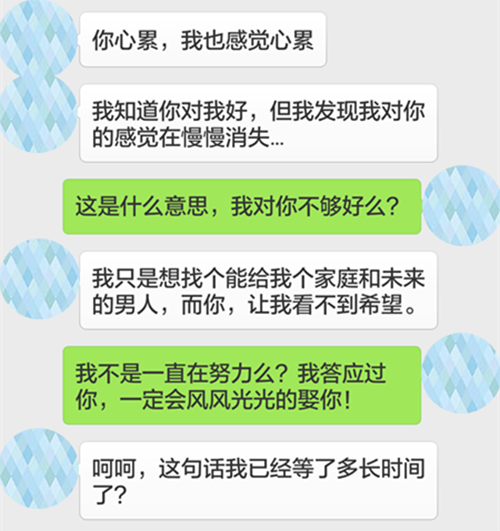 你心累，我也感觉心累
我知道你对我好，但我发现我对你
的感觉在慢慢消失...
这是什么意思，我对你不够好么？
我只是想找个能给我个家庭和未来
的男人，而你，让我看不到希望。
我不是一直在努力么？我答应过
你，一定会风风光光的娶你！
呵呵，这句话我已经等了多长时间
了？